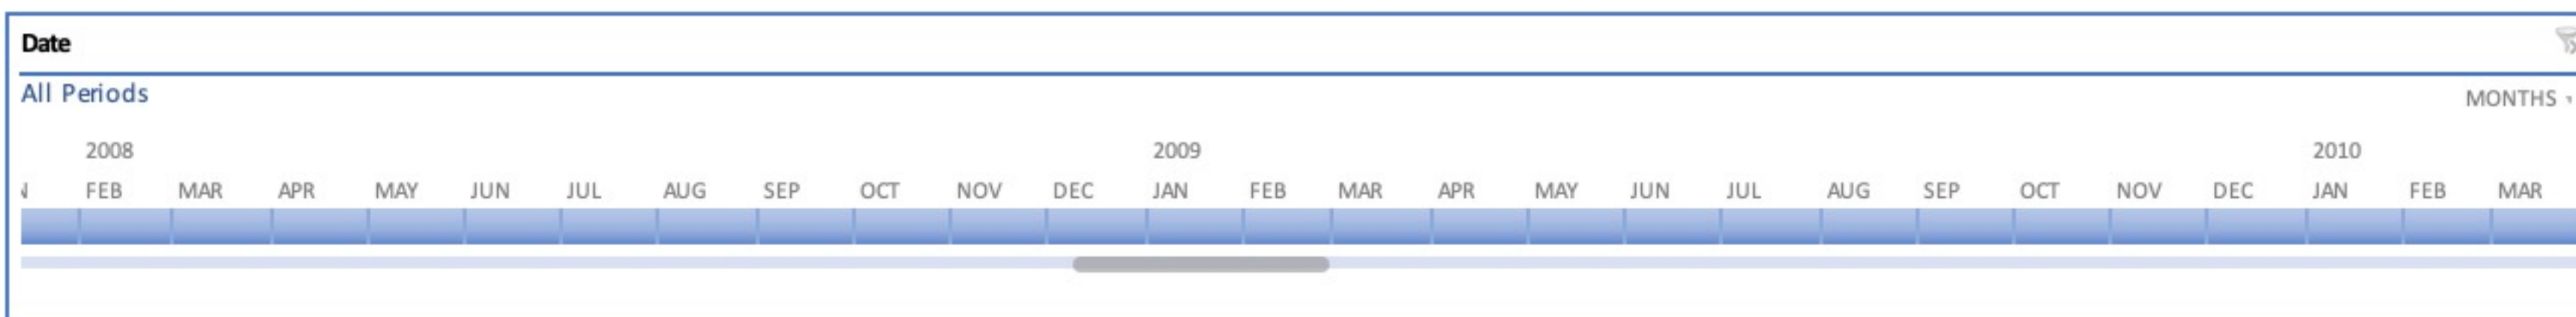 Date
All Periods
MONTHS
2008 2009 2010
FEB MAR APR MAY JUN JUL AUG SEP OCT NOV DEC JAN FEB MAR APR MAY JUN JUL AUG SEP OCT NOV DEC JAN FEB MAR